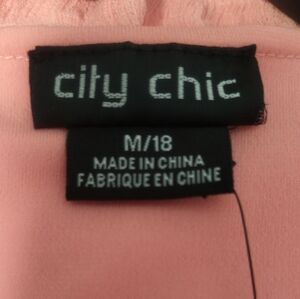 city chic
M/18
MADE IN CHINA
FABRIQUE EN CHINE